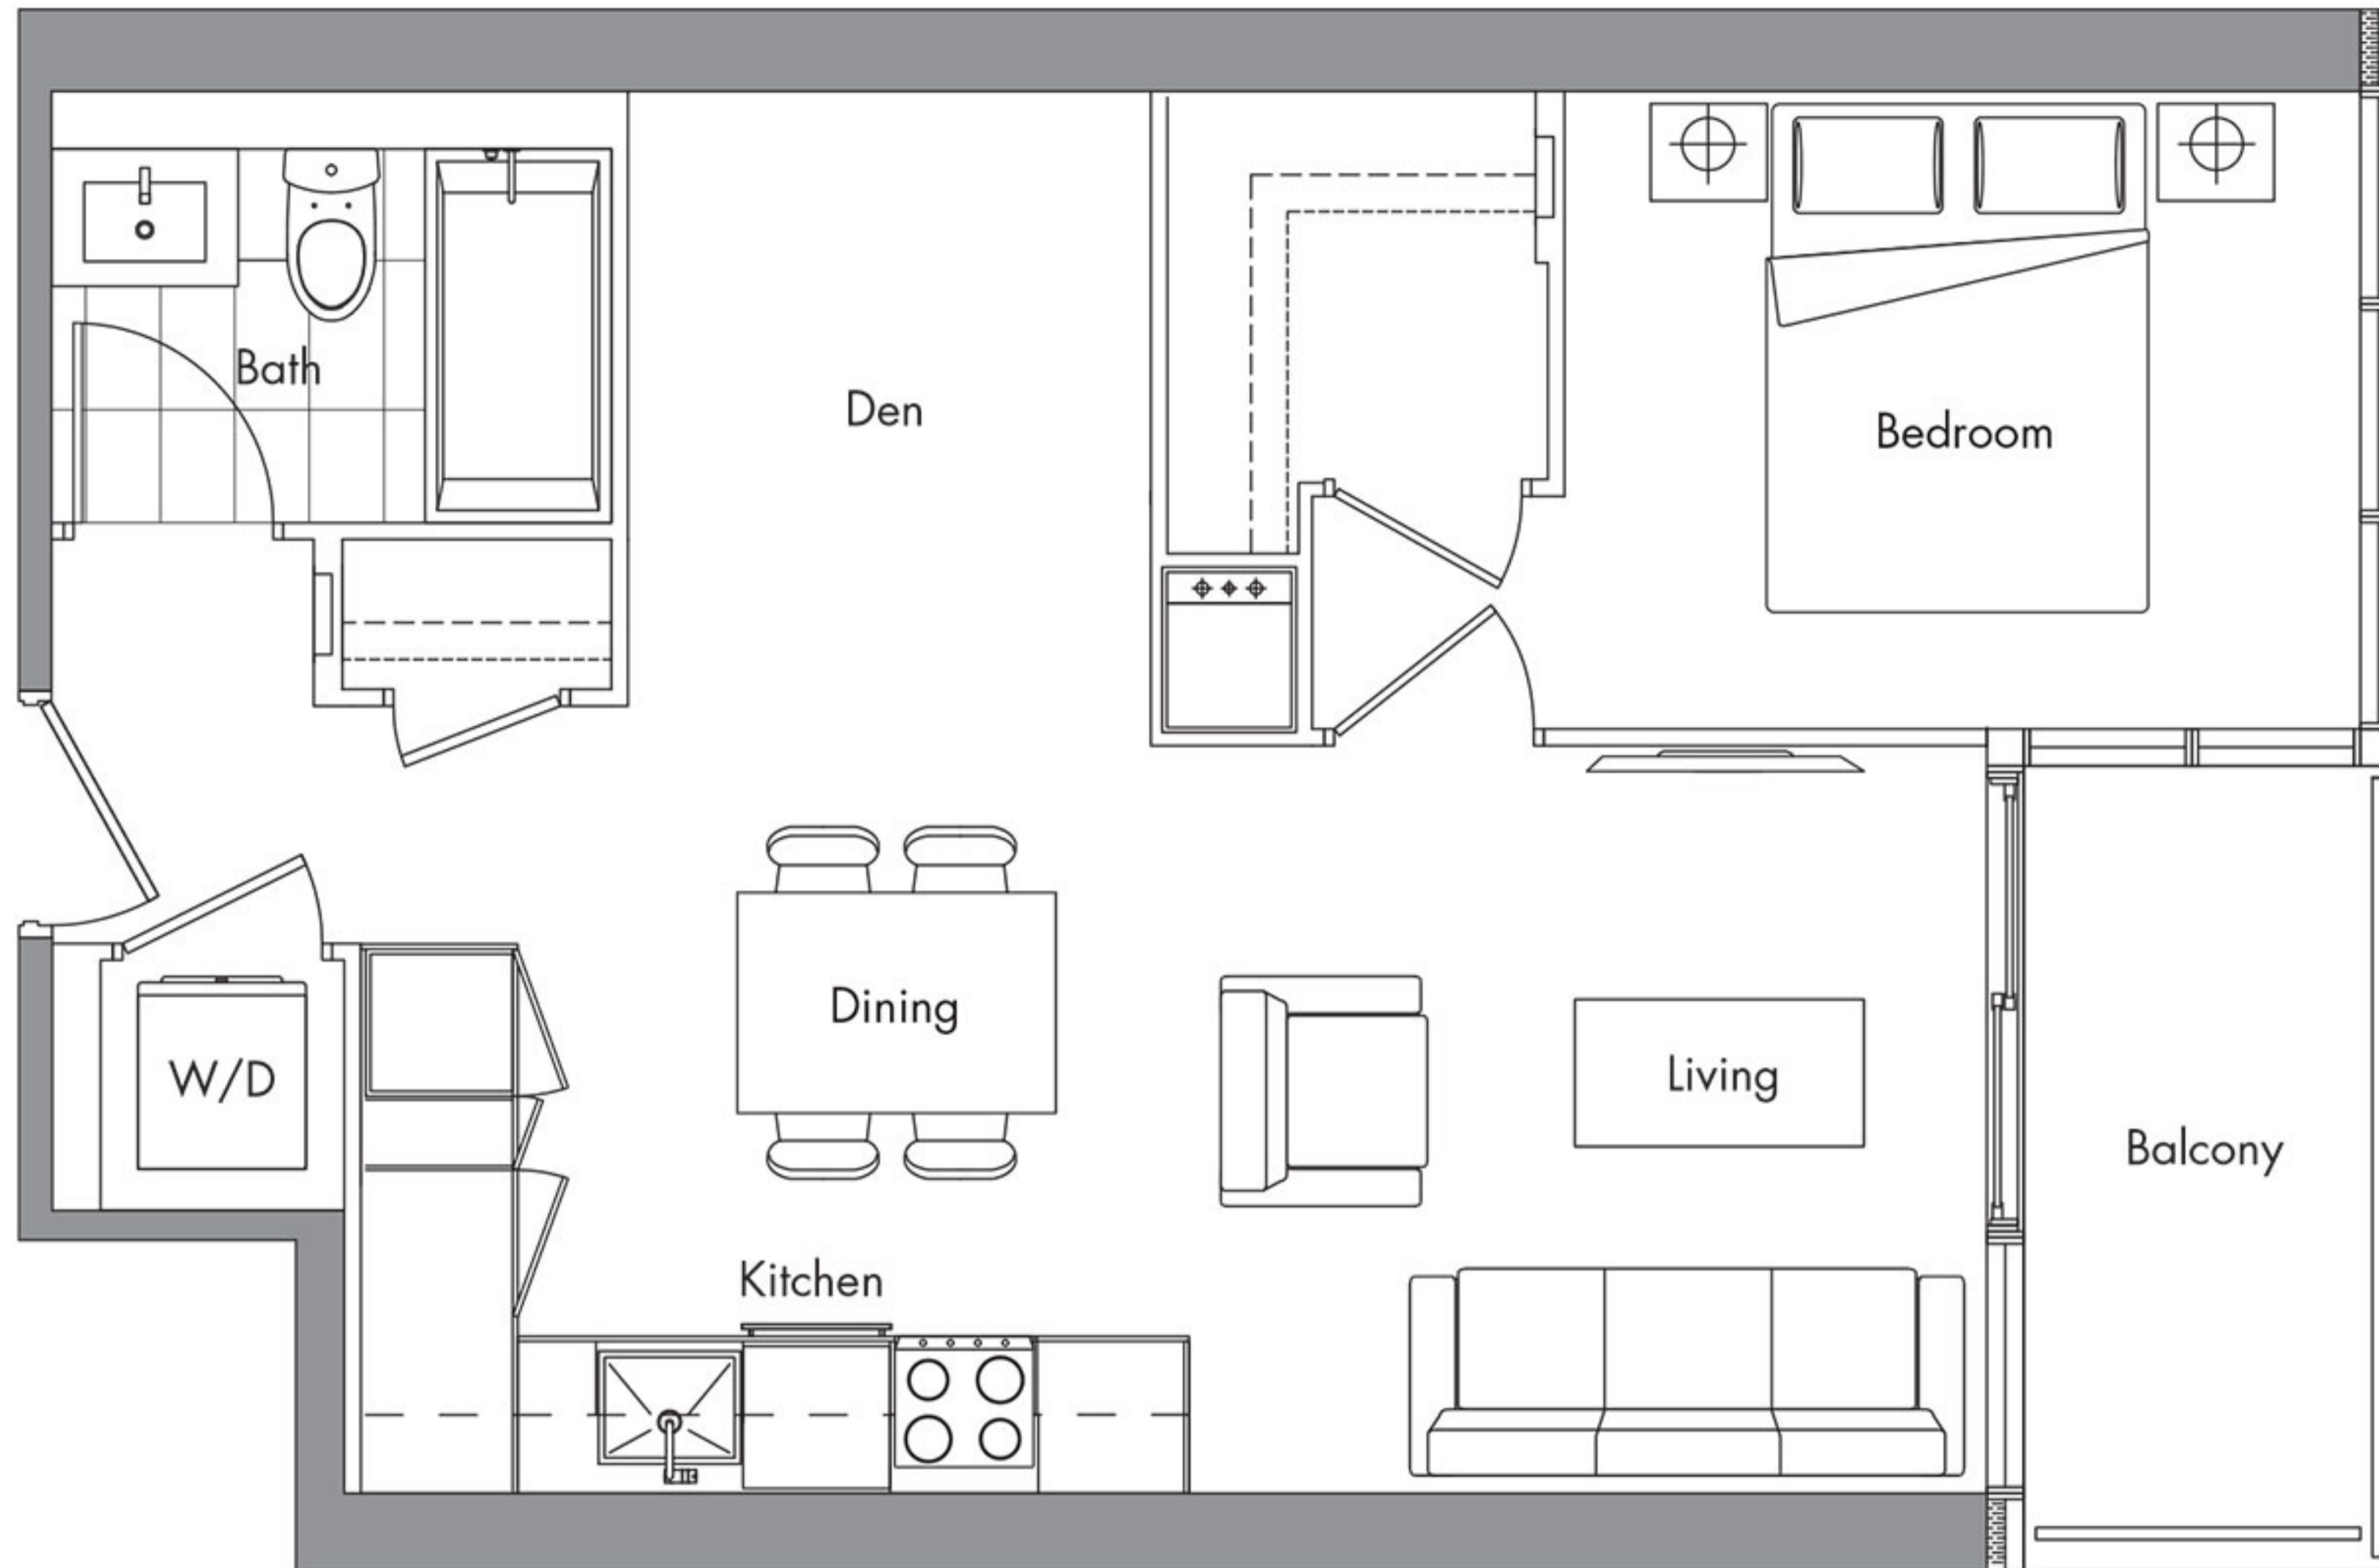 Bath
Den
Bedroom
Dining
W/D
Living
Balcony
Kitchen